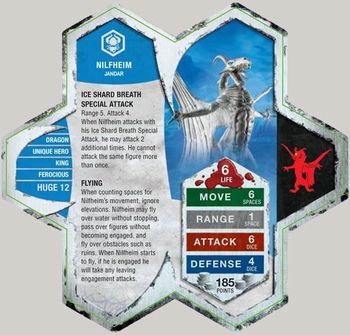 NILFHEIM
JANDAR
DRAGON
UNIQUE HERO
KING
FEROCIOUS
HUGE 12
ICE SHARD BREATH
SPECIAL ATTACK
Range 5. Attack 4.
When Nilfheim attacks with
his Ice Shard Breath Special
Attack, he may attack 2
additional times. He cannot
attack the same figure more
than once.
FLYING
When counting spaces for
Nilfheim's movement, ignore
elevations. Nilfheim may fly
over water without stopping,
pass over figures without
becoming engaged, and
fly over obstacles such as
ruins. When Nilfheim starts
to fly, if he is engaged he
will take any leaving
engagement attacks.
6
LIFE
MOVE 6 SPACES
RANGE 1 SPACE
ATTACK 6 DICE
DEFENSE 4 DICE
185
POINTS